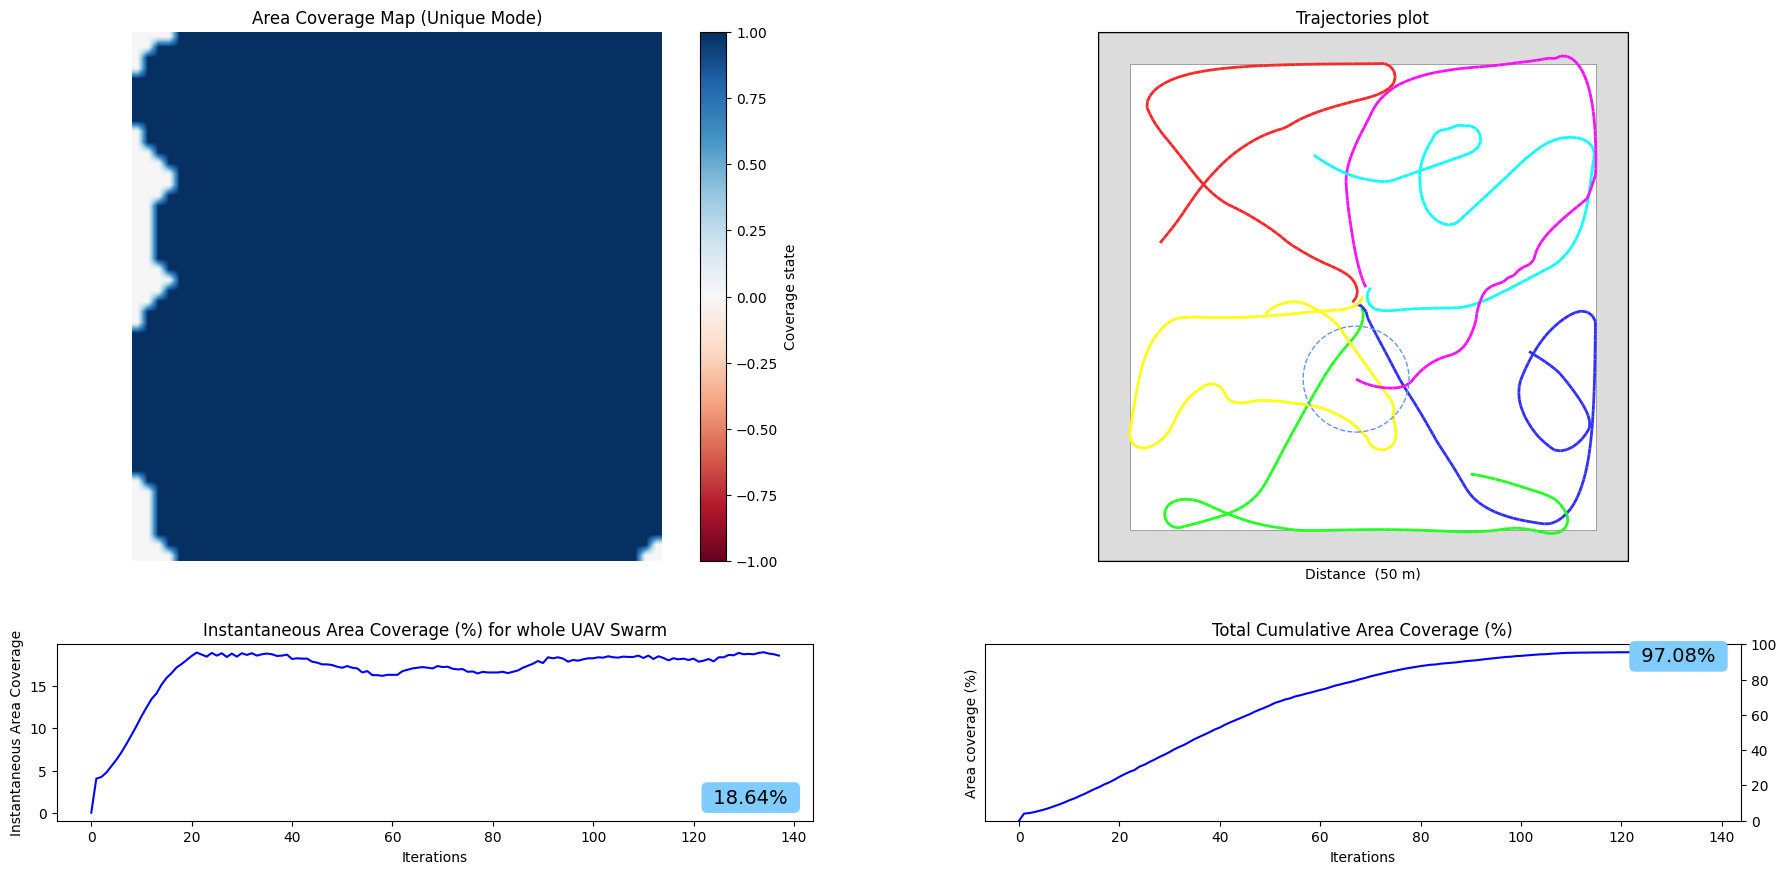 Area Coverage Map (Unique Mode)
1.00
0.75
0.50
0.25
0.00
−0.25
−0.50
−0.75
−1.00
Coverage state
Trajectories plot
Distance  (50 m)
Instantaneous Area Coverage (%) for whole UAV Swarm
Instantaneous Area Coverage
15
10
5
0
18.64%
0 20 40 60 80 100 120 140
Iterations
Total Cumulative Area Coverage (%)
Area coverage (%)
97.08%
100
80
60
40
20
0
0 20 40 60 80 100 120 140
Iterations